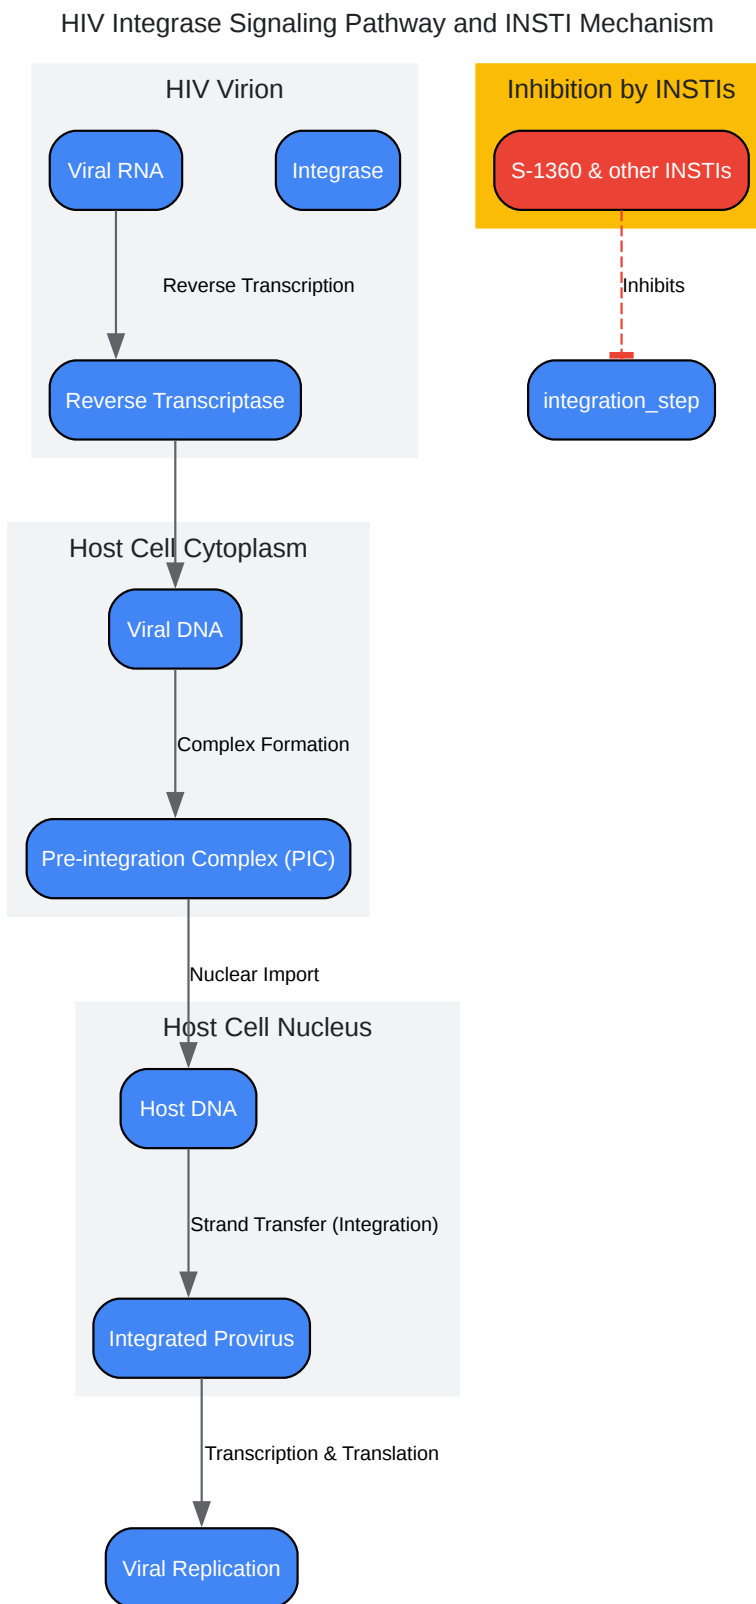 HIV Integrase Signaling Pathway and INSTI Mechanism
HIV Virion
Inhibition by INSTIs
Viral RNA
Integrase
S-1360 & other INSTIs
Reverse Transcription
Inhibits
Reverse Transcriptase
integration_step
Host Cell Cytoplasm
Viral DNA
Complex Formation
Pre-integration Complex (PIC)
Nuclear Import
Host Cell Nucleus
Host DNA
Strand Transfer (Integration)
Integrated Provirus
Transcription & Translation
Viral Replication